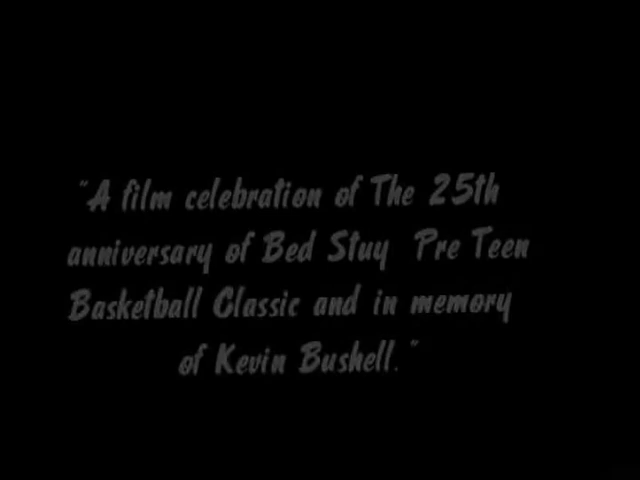 "A film celebration of The 25th
anniversary of Bed Stuy Pre Teen
Basketball Classic and in memory
of Kevin Bushell."